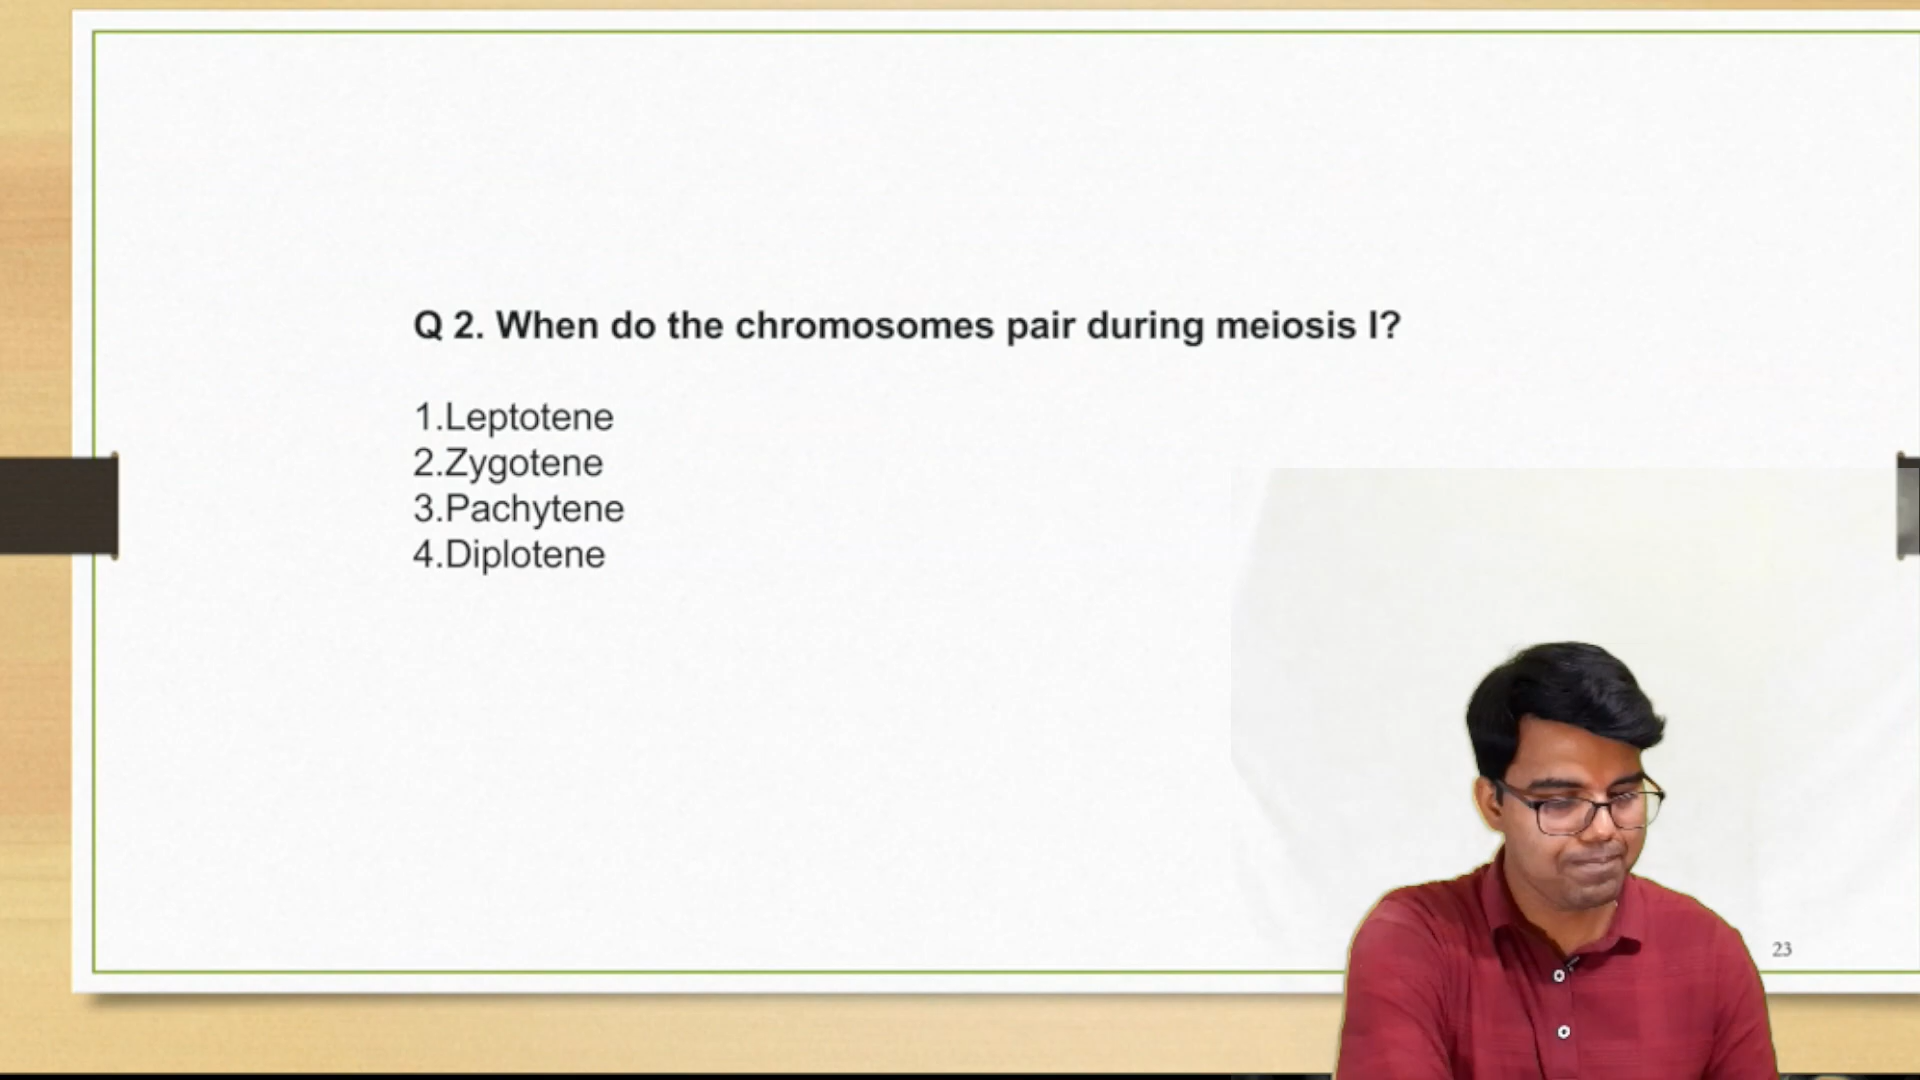 Q 2. When do the chromosomes pair during meiosis I?
1.Leptotene
2.Zygotene
3.Pachytene
4.Diplotene
23